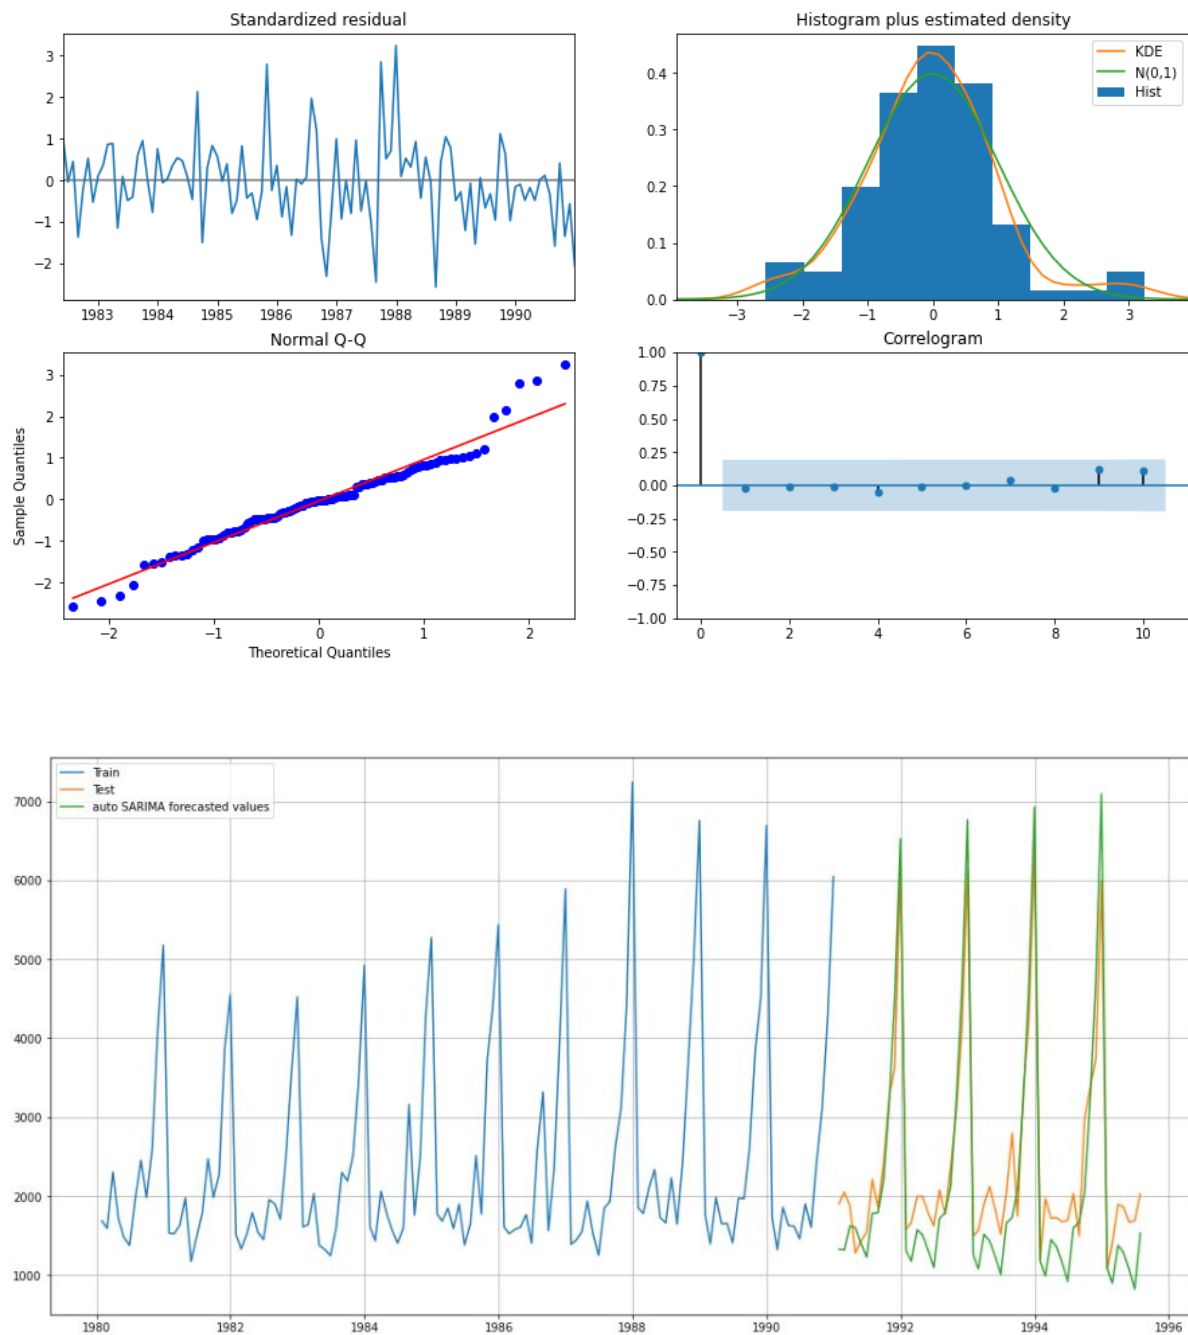 Standardized residual
3
2
1
0
−1
−2
1983 1984 1985 1986 1987 1988 1989 1990
Histogram plus estimated density
KDE
N(0,1)
Hist
0.4
0.3
0.2
0.1
0.0
−3 −2 −1 0 1 2 3
Normal Q-Q
Sample Quantiles
3
2
1
0
−1
−2
−2 −1 0 1 2
Theoretical Quantiles
Correlogram
1.00
0.75
0.50
0.25
0.00
−0.25
−0.50
−0.75
−1.00
0 2 4 6 8 10
Train
Test
auto SARIMA forecasted values
7000
6000
5000
4000
3000
2000
1000
1980 1982 1984 1986 1988 1990 1992 1994 1996